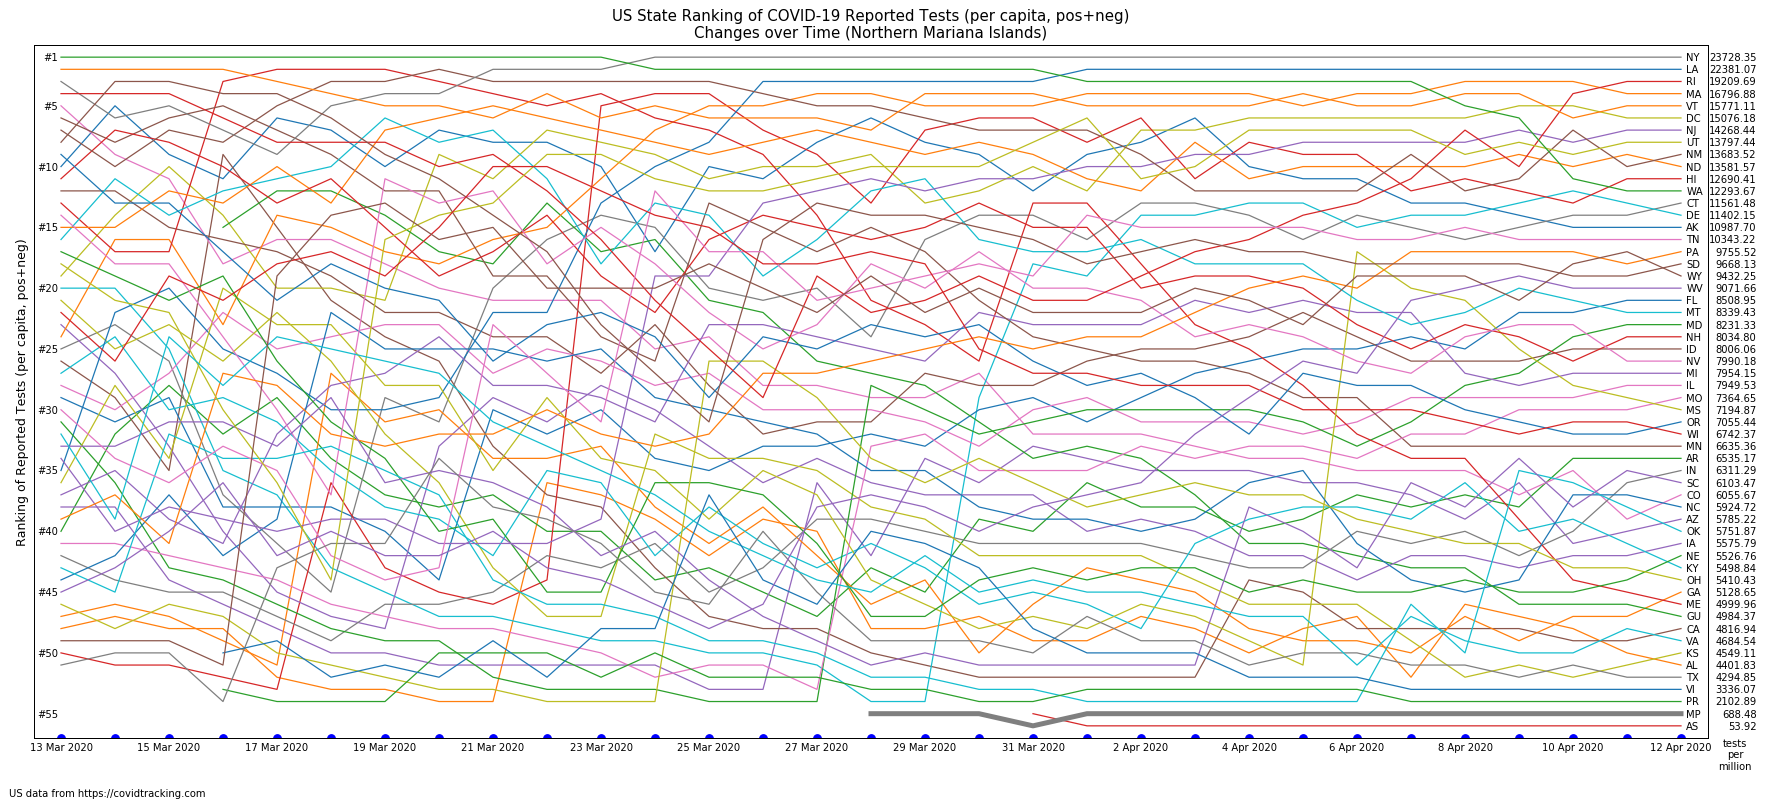 US State Ranking of COVID-19 Reported Tests (per capita, pos+neg)
Changes over Time (Northern Mariana Islands)
Ranking of Reported Tests (per capita, pos+neg)
#1
#5
#10
#15
#20
#25
#30
#35
#40
#45
#50
#55
NY 23728.35
LA 22381.07
RI 19209.69
MA 16796.88
VT 15771.11
DC 15076.18
NJ 14268.44
UT 13797.44
NM 13683.52
ND 13581.57
HI 12690.41
WA 12293.67
CT 11561.48
DE 11402.15
AK 10987.70
TN 10343.22
PA 9755.52
SD 9668.13
WY 9432.25
WV 9071.66
FL 8508.95
MT 8339.43
MD 8231.33
NH 8034.80
ID 8006.06
NV 7990.18
MI 7954.15
IL 7949.53
MO 7364.65
MS 7194.87
OR 7055.44
WI 6742.37
MN 6635.36
AR 6535.17
IN 6311.29
SC 6103.47
CO 6055.67
NC 5924.72
AZ 5785.22
OK 5751.87
IA 5575.79
NE 5526.76
KY 5498.84
OH 5410.43
GA 5128.65
ME 4999.96
GU 4984.37
CA 4816.94
VA 4684.54
KS 4549.11
AL 4401.83
TX 4294.85
VI 3336.07
PR 2102.89
MP 688.48
AS 53.92
13 Mar 2020 15 Mar 2020 17 Mar 2020 19 Mar 2020 21 Mar 2020 23 Mar 2020 25 Mar 2020 27 Mar 2020 29 Mar 2020 31 Mar 2020 2 Apr 2020 4 Apr 2020 6 Apr 2020 8 Apr 2020 10 Apr 2020 12 Apr 2020
tests
per
million
US data from https://covidtracking.com